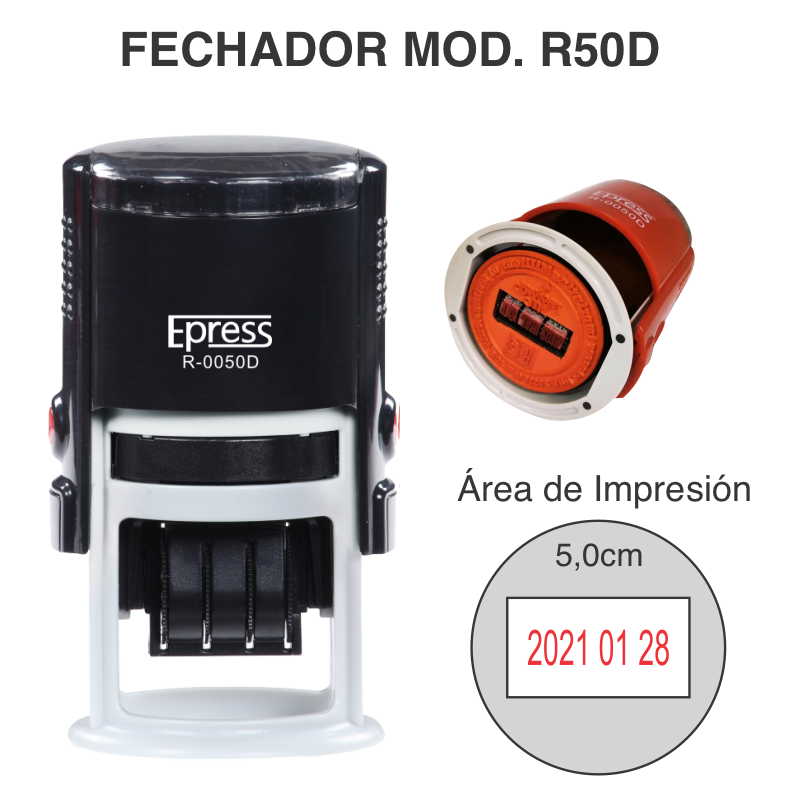 FECHADOR MOD. R50D
Epress
R-0050D
Epress
R-0050D
Área de Impresión
5,0cm
2021 01 28